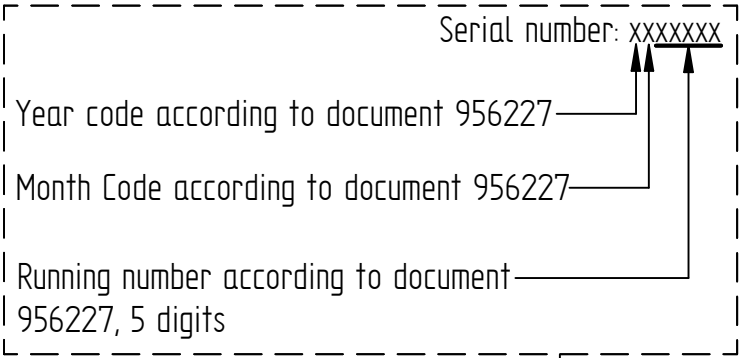 Serial number: xxxxxxx
Year code according to document 956227
Month Code according to document 956227
Running number according to document
956227, 5 digits